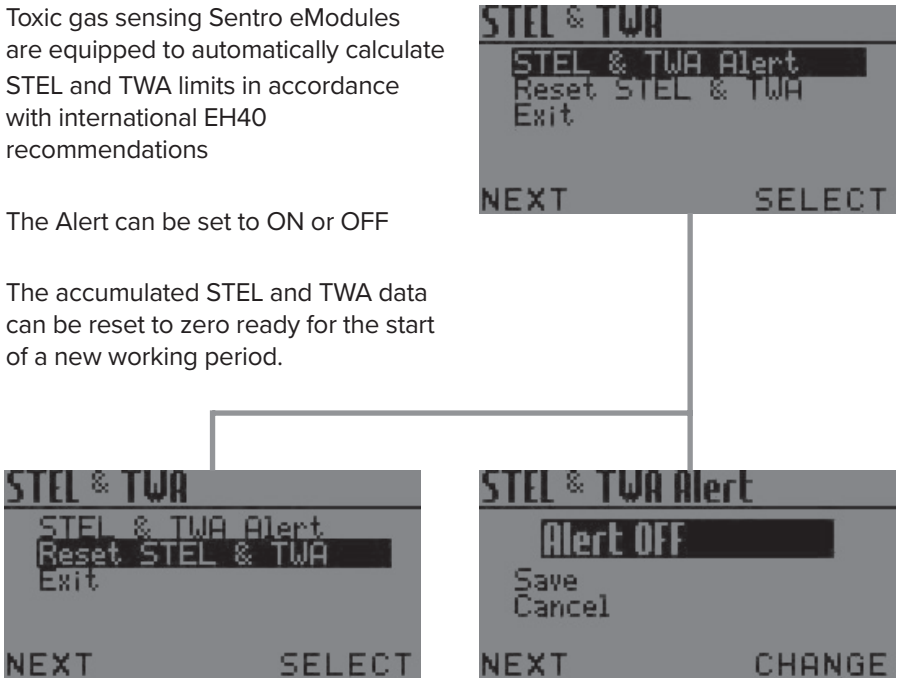 Toxic gas sensing Sentro eModules
are equipped to automatically calculate
STEL and TWA limits in accordance
with international EH40
recommendations
The Alert can be set to ON or OFF
The accumulated STEL and TWA data
can be reset to zero ready for the start
of a new working period.
STEL & TWA
STEL & TWA Alert
Reset STEL & TWA
Exit
NEXT SELECT
STEL & TWA
STEL & TWA Alert
Reset STEL & TWA
Exit
NEXT SELECT
STEL & TWA Alert
Alert OFF
Save
Cancel
NEXT CHANGE